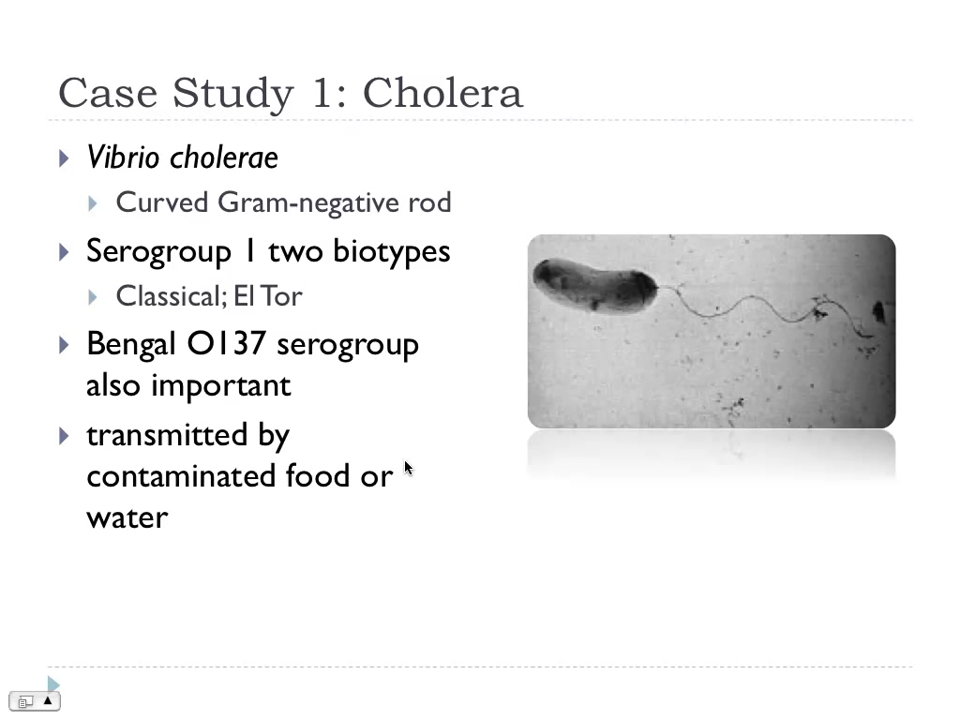 Case Study 1: Cholera
Vibrio cholerae
Curved Gram-negative rod
Serogroup 1 two biotypes
Classical; El Tor
Bengal O137 serogroup
also important
transmitted by
contaminated food or
water